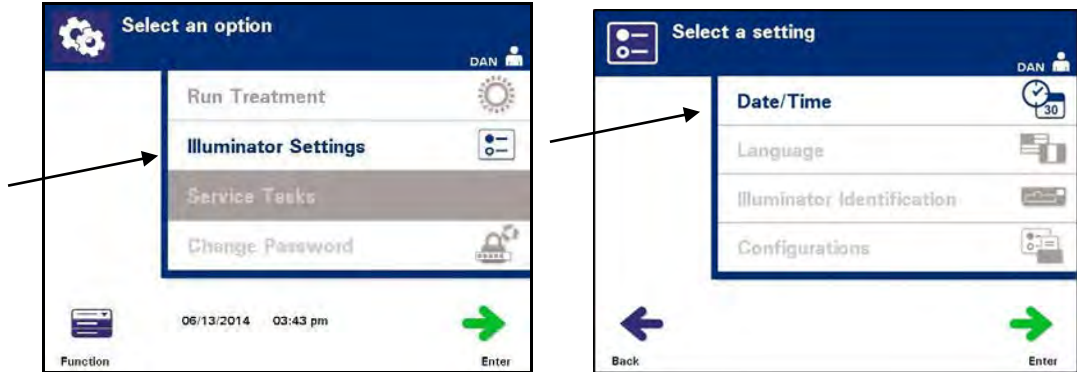 Select an option
DAN
Run Treatment
Illuminator Settings
Service Tasks
Change Password
06/13/2014 03:43 pm
Function
Enter
Select a setting
DAN
Date/Time
30
Language
Illuminator Identification
Configurations
Back
Enter